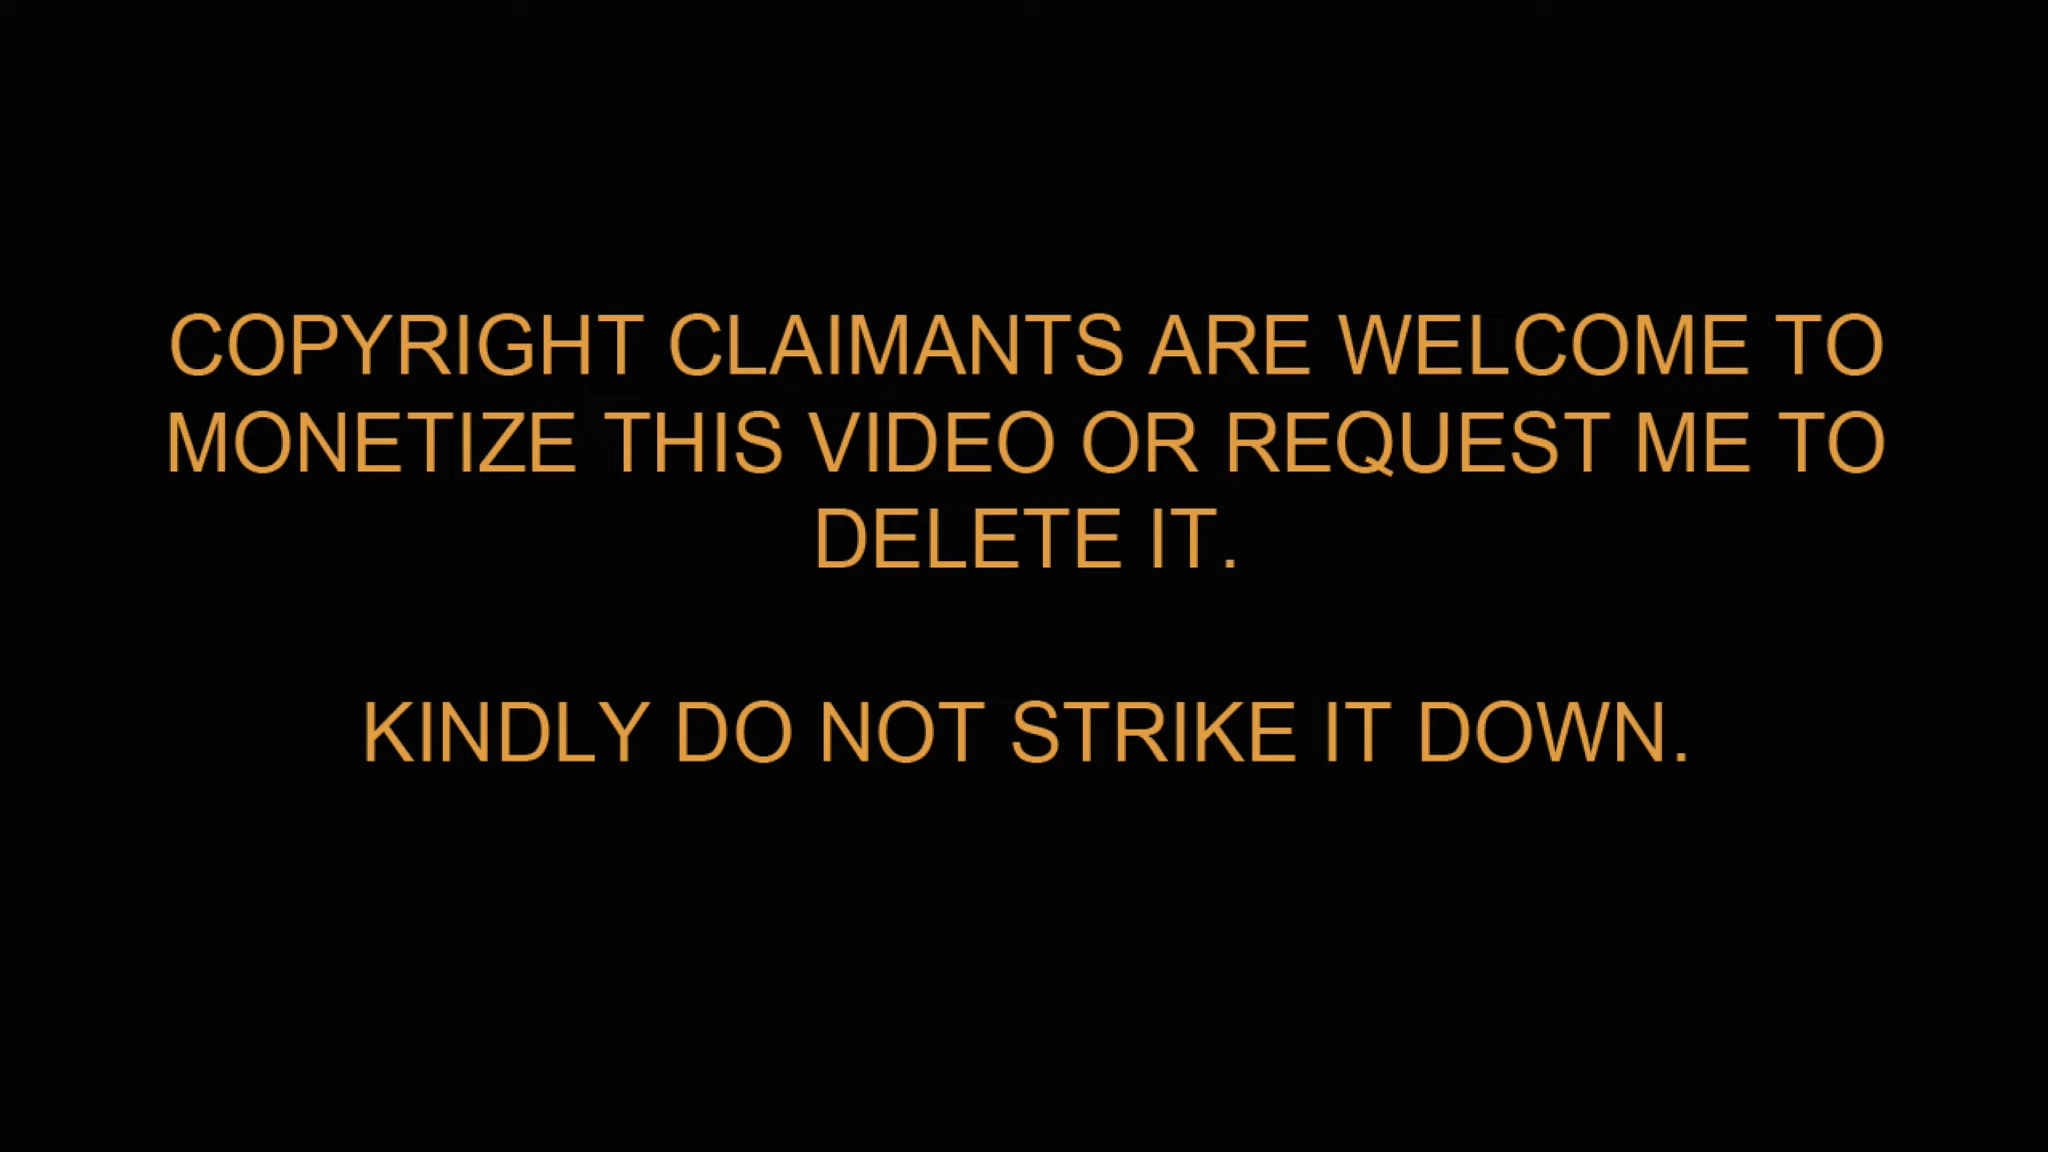 COPYRIGHT CLAIMANTS ARE WELCOME TO
MONETIZE THIS VIDEO OR REQUEST ME TO
DELETE IT.
KINDLY DO NOT STRIKE IT DOWN.